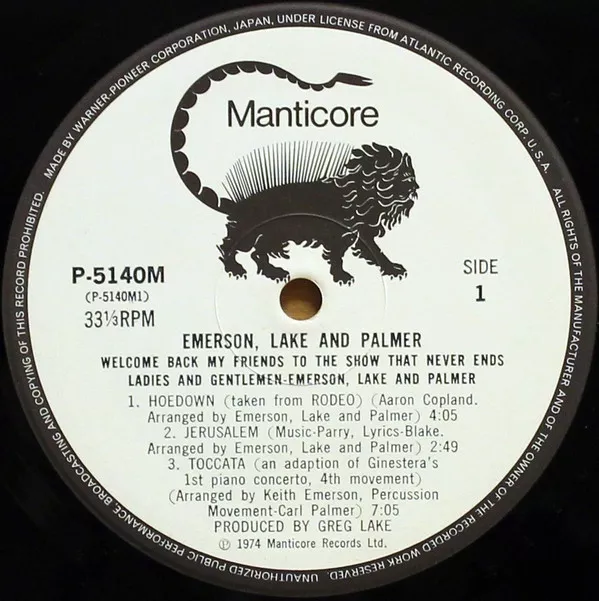 MADE BY WARNER-PIONEER CORPORATION, JAPAN, UNDER LICENSE FROM ATLANTIC RECORDING CORP. U.S.A. ALL RIGHTS OF THE MANUFACTURER AND OF THE OWNER OF THE RECORDED WORK RESERVED. UNAUTHORIZED PUBLIC PERFORMANCE, BROADCASTING AND COPYING OF THIS RECORD PROHIBITED.
Manticore
P-5140M
(P-5140M1)
33⅓RPM
SIDE
1
EMERSON, LAKE AND PALMER
WELCOME BACK MY FRIENDS TO THE SHOW THAT NEVER ENDS
LADIES AND GENTLEMEN-EMERSON, LAKE AND PALMER
1. HOEDOWN (taken from RODEO) (Aaron Copland.
Arranged by Emerson, Lake and Palmer) 4:05
2. JERUSALEM (Music-Parry, Lyrics-Blake.
Arranged by Emerson, Lake and Palmer) 2:49
3. TOCCATA (an adaption of Ginestera's
1st piano concerto, 4th movement)
(Arranged by Keith Emerson, Percussion
Movement-Carl Palmer) 7:05
PRODUCED BY GREG LAKE
℗ 1974 Manticore Records Ltd.